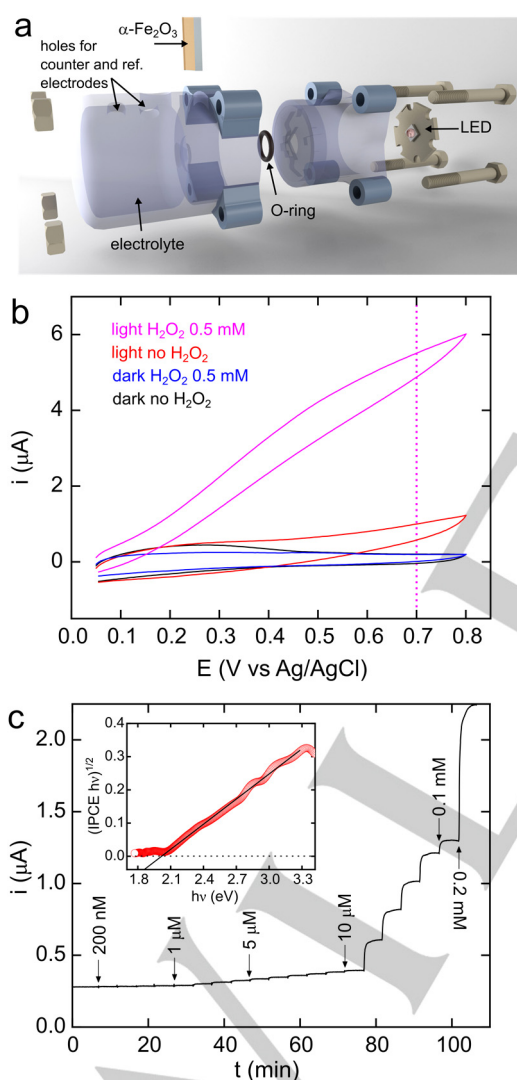 a
α-Fe₂O₃
holes for
counter and ref.
electrodes
LED
O-ring
electrolyte
b
light H₂O₂ 0.5 mM
light no H₂O₂
dark H₂O₂ 0.5 mM
dark no H₂O₂
i (μA)
6
4
2
0
0.0 0.1 0.2 0.3 0.4 0.5 0.6 0.7 0.8
E (V vs Ag/AgCl)
c
i (μA)
2.0
1.5
1.0
0.5
0.0
(IPCE hν)^1/2
0.4
0.3
0.2
0.1
0.0
1.8 2.1 2.4 2.7 3.0 3.3
hν (eV)
200 nM
1 μM
5 μM
10 μM
0.1 mM
0.2 mM
0 20 40 60 80 100
t (min)